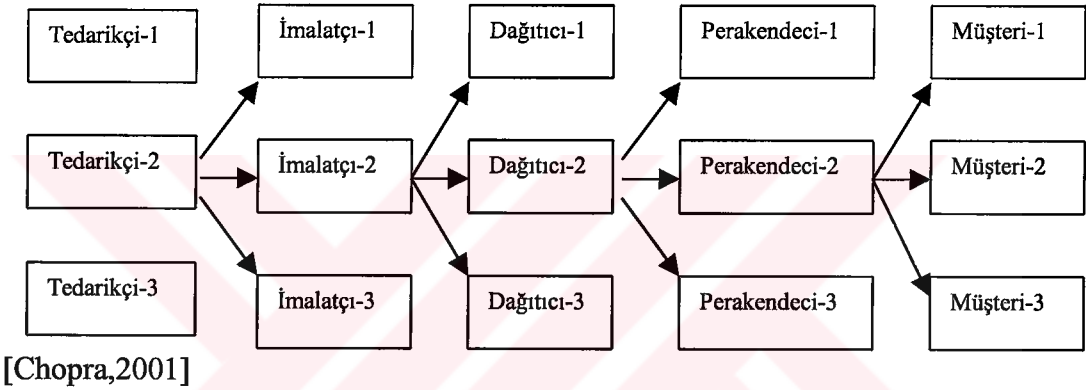 Tedarikçi-1 İmalatçı-1 Dağıtıcı-1 Perakendeci-1 Müşteri-1
Tedarikçi-2 İmalatçı-2 Dağıtıcı-2 Perakendeci-2 Müşteri-2
Tedarikçi-3 İmalatçı-3 Dağıtıcı-3 Perakendeci-3 Müşteri-3
[Chopra,2001]